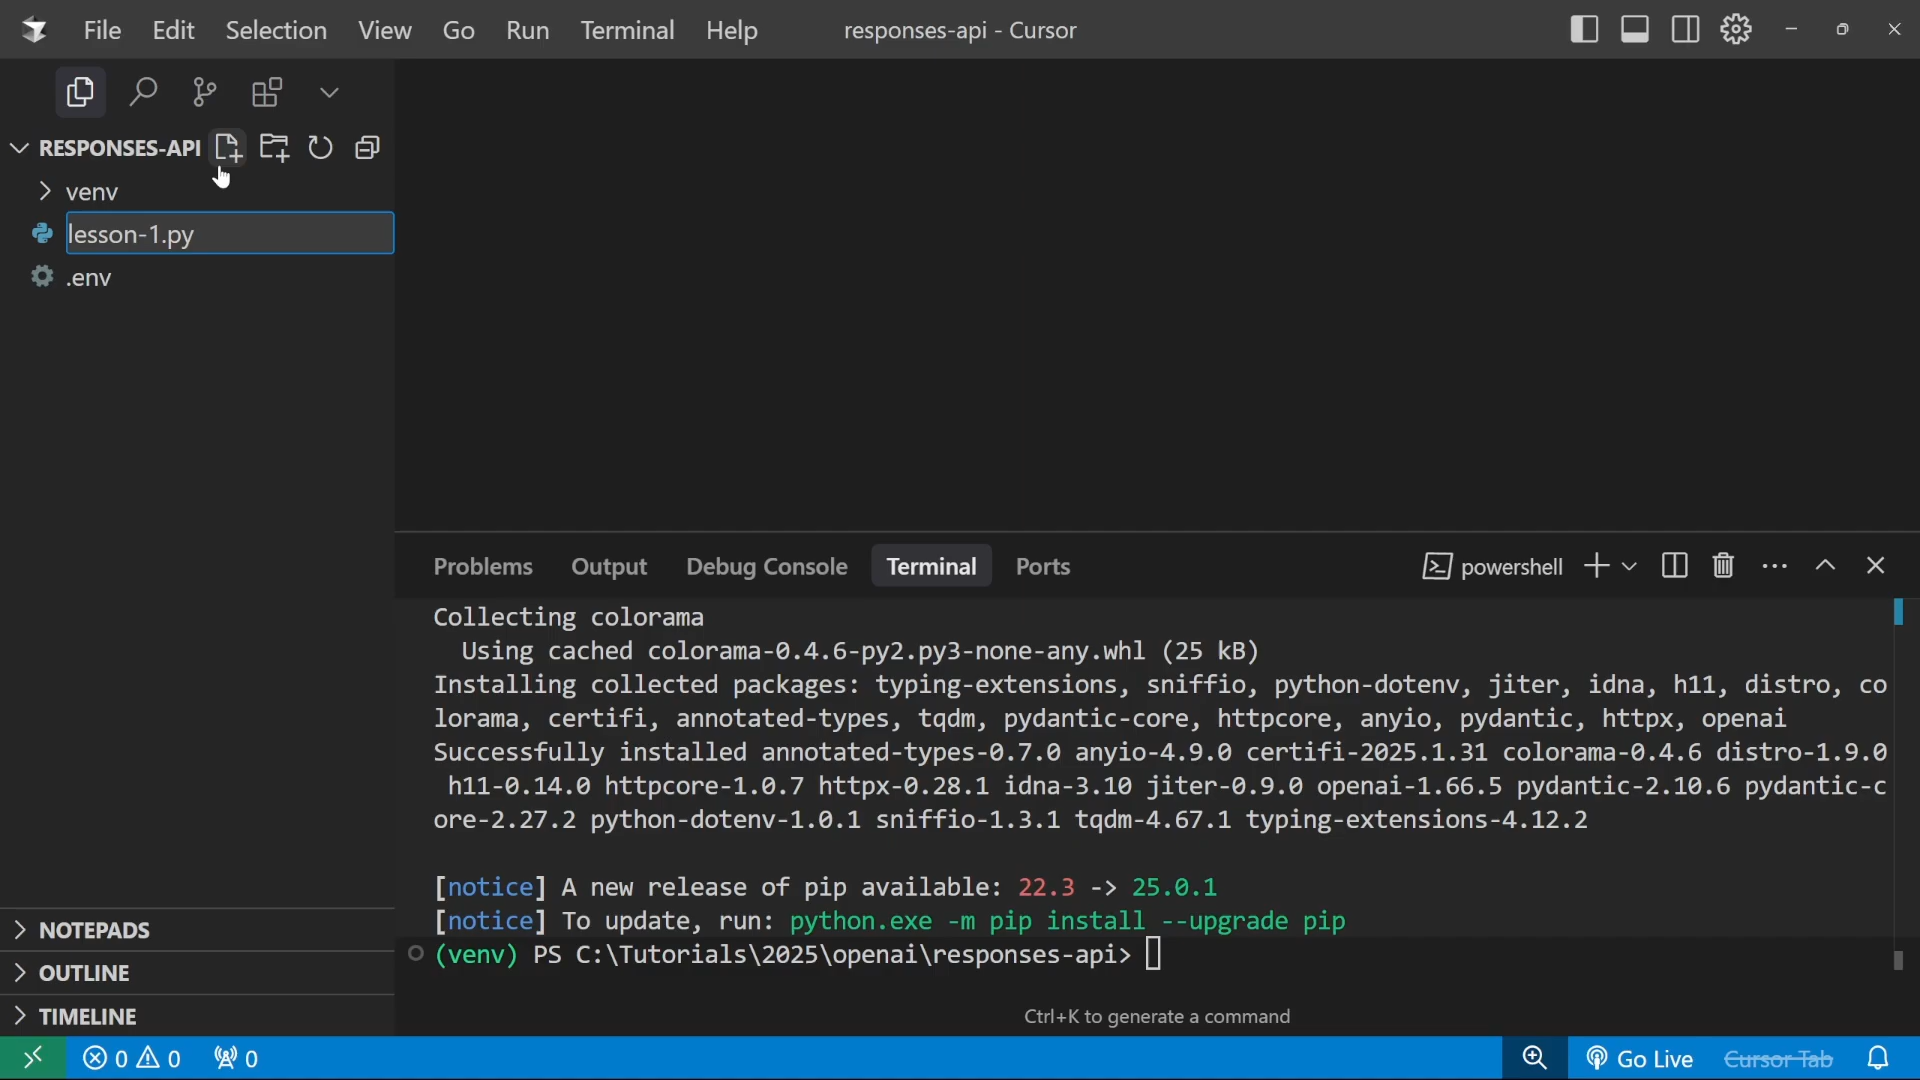 File Edit Selection View Go Run Terminal Help responses-api - Cursor
RESPONSES-API
venv
lesson-1.py
.env
NOTEPADS
OUTLINE
TIMELINE
Problems Output Debug Console Terminal Ports powershell
Collecting colorama
Using cached colorama-0.4.6-py2.py3-none-any.whl (25 kB)
Installing collected packages: typing-extensions, sniffio, python-dotenv, jiter, idna, h11, distro, co
lorama, certifi, annotated-types, tqdm, pydantic-core, httpcore, anyio, pydantic, httpx, openai
Successfully installed annotated-types-0.7.0 anyio-4.9.0 certifi-2025.1.31 colorama-0.4.6 distro-1.9.0
h11-0.14.0 httpcore-1.0.7 httpx-0.28.1 idna-3.10 jiter-0.9.0 openai-1.66.5 pydantic-2.10.6 pydantic-c
ore-2.27.2 python-dotenv-1.0.1 sniffio-1.3.1 tqdm-4.67.1 typing-extensions-4.12.2
[notice] A new release of pip available: 22.3 -> 25.0.1
[notice] To update, run: python.exe -m pip install --upgrade pip
(venv) PS C:\Tutorials\2025\openai\responses-api>
Ctrl+K to generate a command
0 0 0 Go Live Cursor Tab